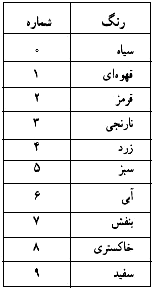 رنگ شماره
سیاه ۰
قهوه‌ای ۱
قرمز ۲
نارنجی ۳
زرد ۴
سبز ۵
آبی ۶
بنفش ۷
خاکستری ۸
سفید ۹